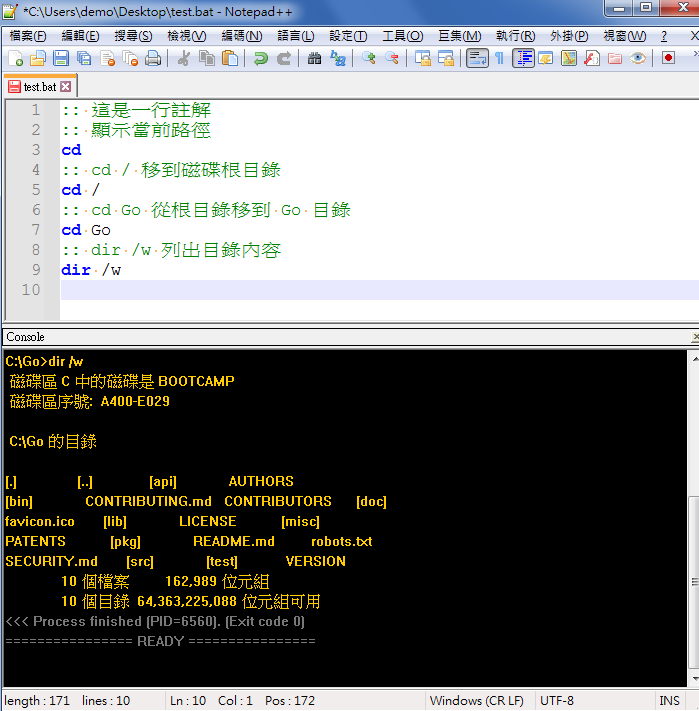 *C:\Users\demo\Desktop\test.bat - Notepad++
檔案(F) 編輯(E) 搜尋(S) 檢視(V) 編碼(N) 語言(L) 設定(T) 工具(O) 巨集(M) 執行(R) 外掛(P) 視窗(W) ? X
test.bat
1 :: 這是一行註解
2 :: 顯示當前路徑
3 cd
4 :: cd / 移到磁碟根目錄
5 cd /
6 :: cd Go 從根目錄移到 Go 目錄
7 cd Go
8 :: dir /w 列出目錄內容
9 dir /w
10
Console
C:\Go>dir /w
磁碟區 C 中的磁碟是 BOOTCAMP
磁碟區序號: A400-E029
C:\Go 的目錄
[.] [..] [api] AUTHORS
[bin] CONTRIBUTING.md CONTRIBUTORS [doc]
favicon.ico [lib] LICENSE [misc]
PATENTS [pkg] README.md robots.txt
SECURITY.md [src] [test] VERSION
10 個檔案 162,989 位元組
10 個目錄 64,363,225,088 位元組可用
<<< Process finished (PID=6560). (Exit code 0)
================ READY ================
length : 171 lines : 10 Ln : 10 Col : 1 Pos : 172 Windows (CR LF) UTF-8 INS